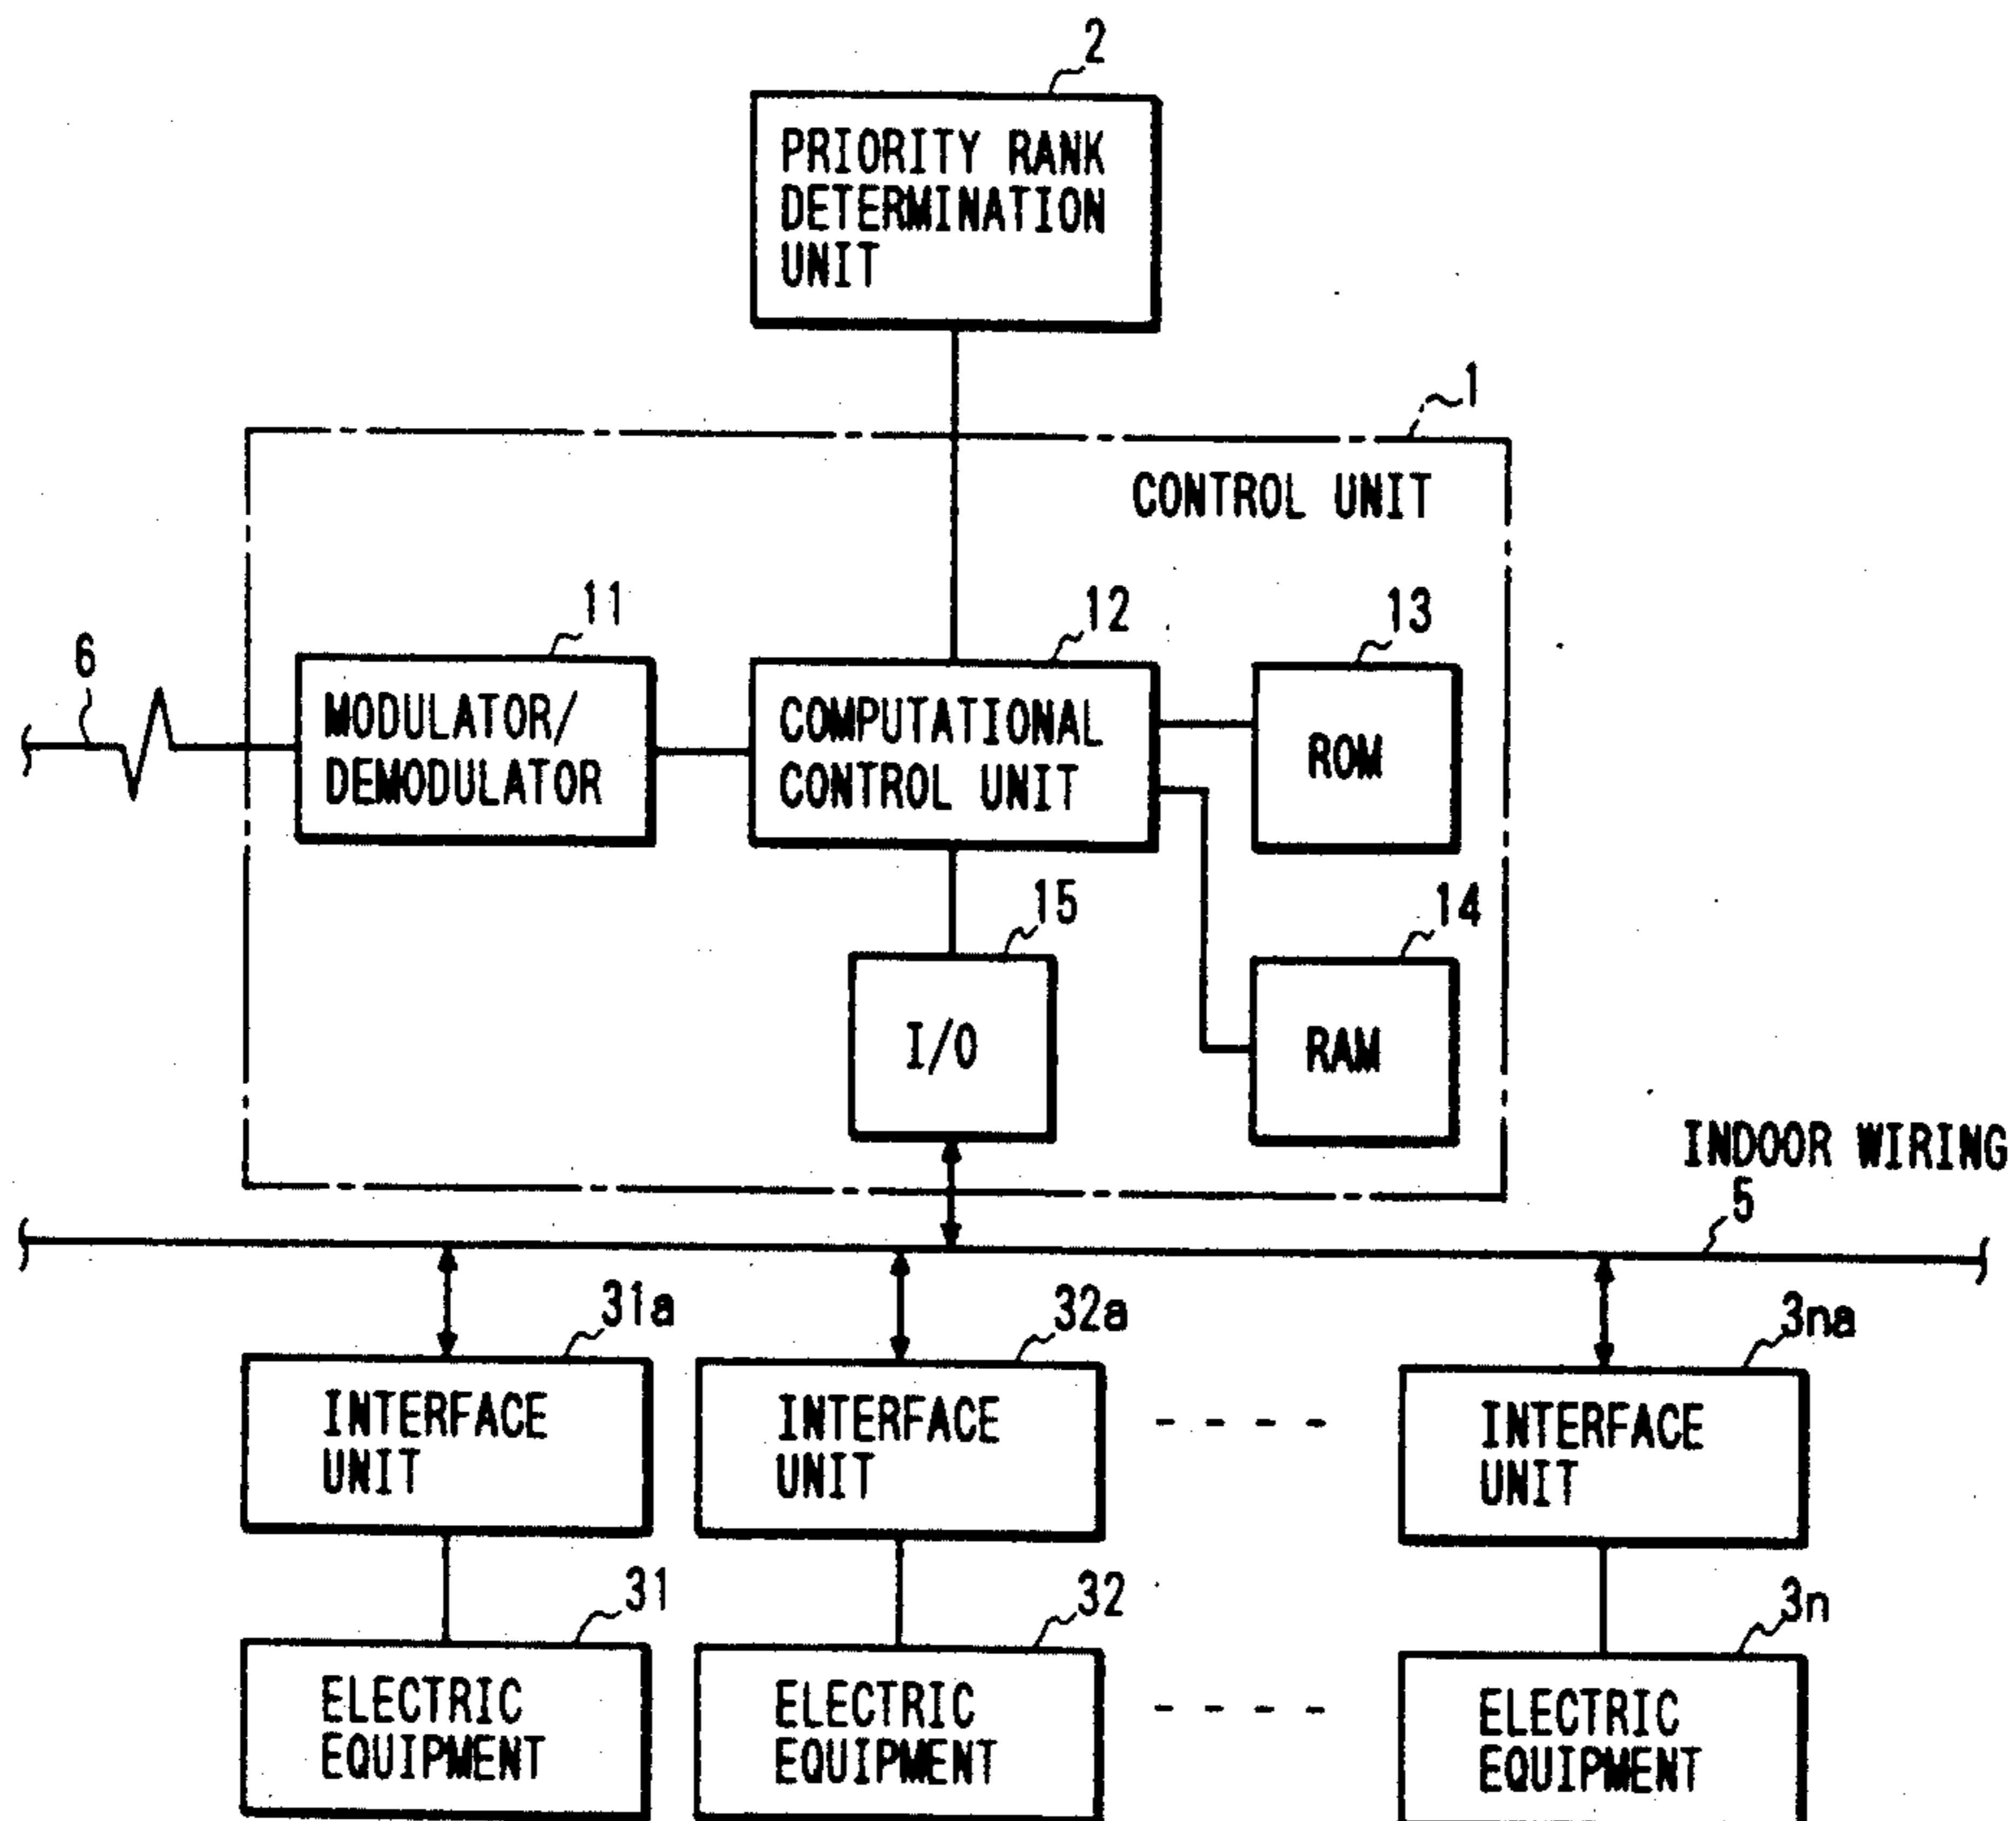 2
PRIORITY RANK
DETERMINATION
UNIT
1
CONTROL UNIT
6
11
MODULATOR/
DEMODULATOR
12
COMPUTATIONAL
CONTROL UNIT
13
ROM
15
I/O
14
RAM
INDOOR WIRING
5
31a
INTERFACE
UNIT
32a
INTERFACE
UNIT
- - - -
3na
INTERFACE
UNIT
31
ELECTRIC
EQUIPMENT
32
ELECTRIC
EQUIPMENT
- - - -
3n
ELECTRIC
EQUIPMENT